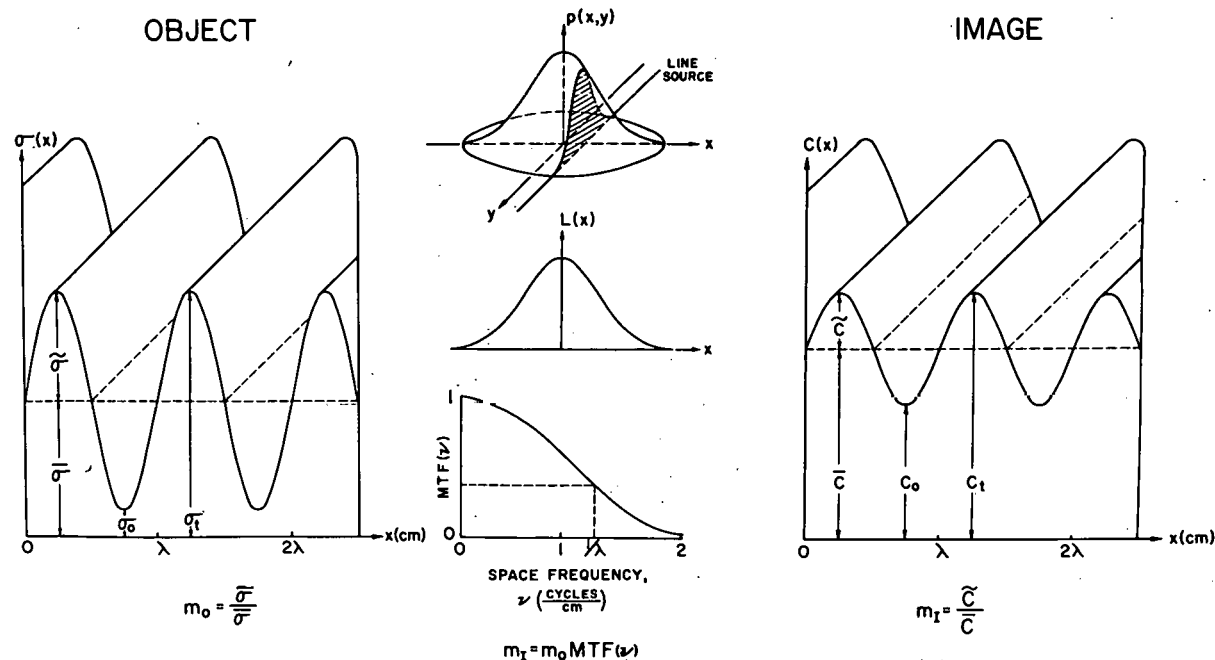 OBJECT
σ(x)
σ̃
σ̄
σ₀
σₜ
0
λ
2λ
x(cm)
m₀ = σ̃/σ̄
p(x,y)
LINE
SOURCE
x
y
L(x)
x
MTF(ν)
1
0
0
1
1/λ
2
SPACE FREQUENCY,
ν (CYCLES/cm)
m_I = m₀ MTF(ν)
IMAGE
C(x)
C̃
C̄
C₀
Cₜ
0
λ
2λ
x(cm)
m_I = C̃/C̄